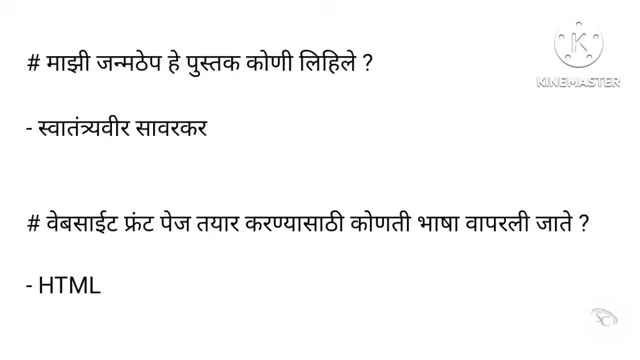 # माझी जन्मठेप हे पुस्तक कोणी लिहिले ?
- स्वातंत्र्यवीर सावरकर
# वेबसाईट फ्रंट पेज तयार करण्यासाठी कोणती भाषा वापरली जाते ?
- HTML
K
KINEMASTER